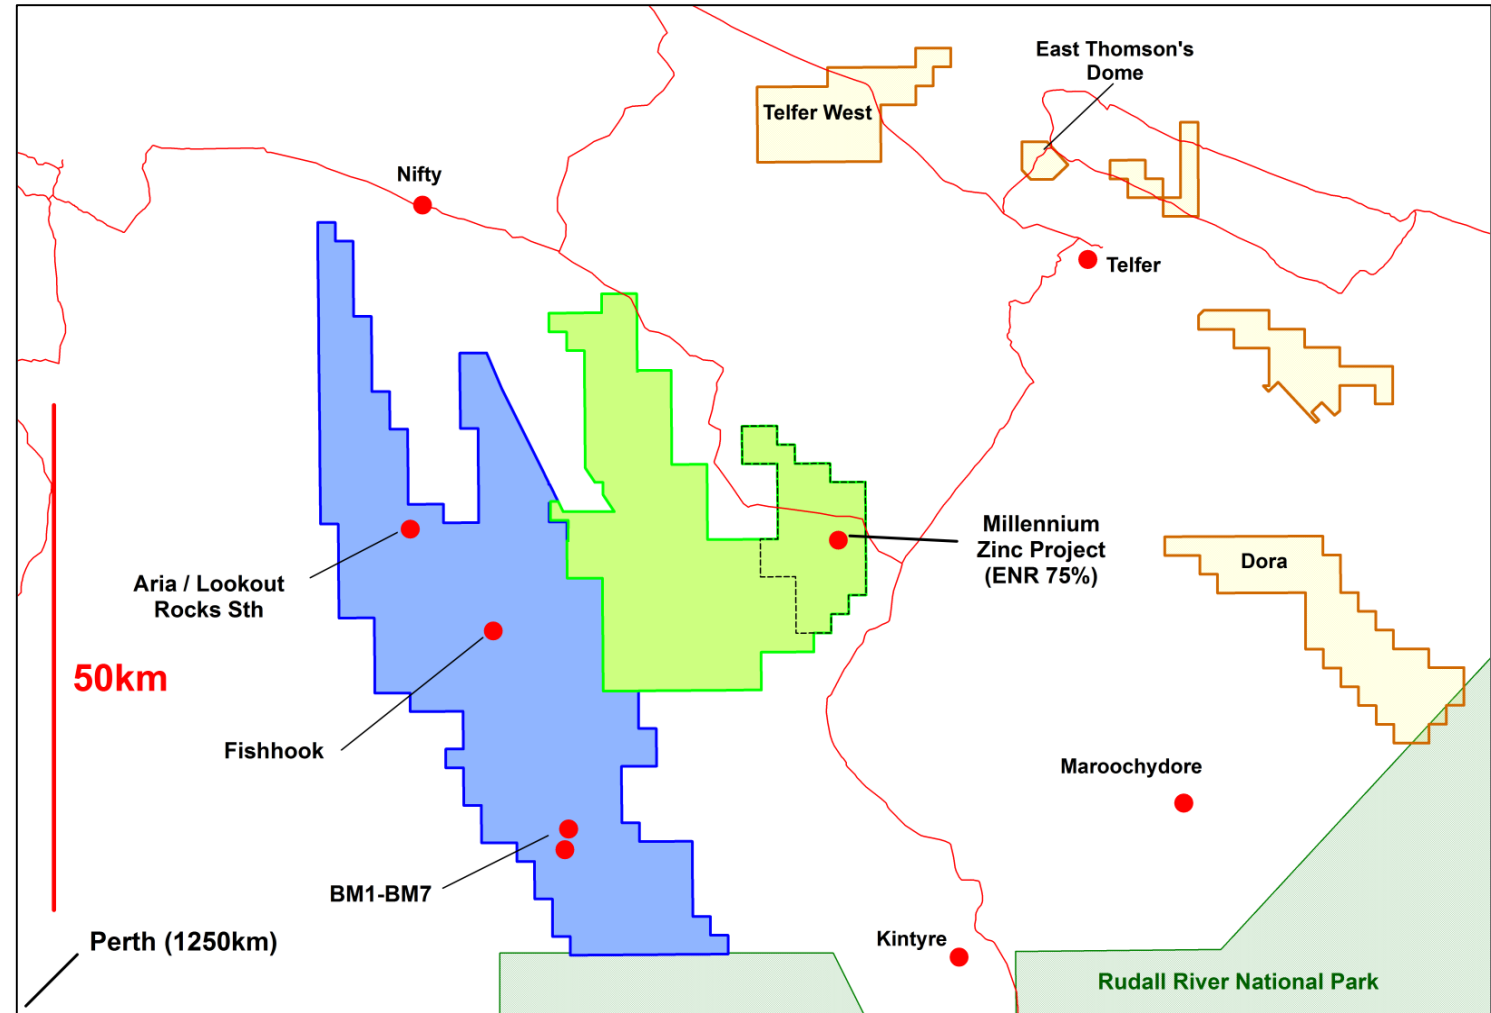 East Thomson's
Dome
Telfer West
Nifty
Telfer
Millennium
Zinc Project
(ENR 75%)
Dora
Aria / Lookout
Rocks Sth
50km
Fishhook
Maroochydore
BM1-BM7
Perth (1250km)
Kintyre
Rudall River National Park